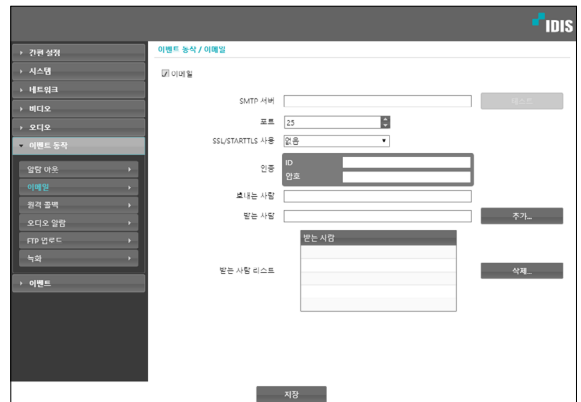 IDIS
간편 설정
시스템
네트워크
비디오
오디오
이벤트 동작
알람 아웃
이메일
원격 콜백
오디오 알람
FTP 업로드
녹화
이벤트
이벤트 동작 / 이메일
이메일
SMTP 서버
테스트
포트 25
SSL/STARTTLS 사용 없음
인증
ID
암호
보내는 사람
받는 사람
추가...
받는 사람
받는 사람 리스트
삭제...
저장